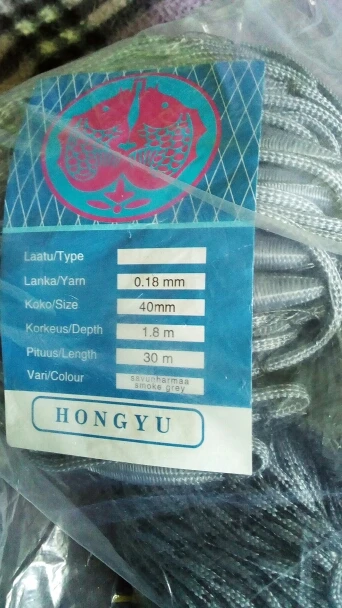 Laatu/Type
Lanka/Yarn 0.18 mm
Koko/Size 40mm
Korkeus/Depth 1.8 m
Pituus/Length 30 m
Vari/Colour savunharmaa
smoke grey
HONGYU